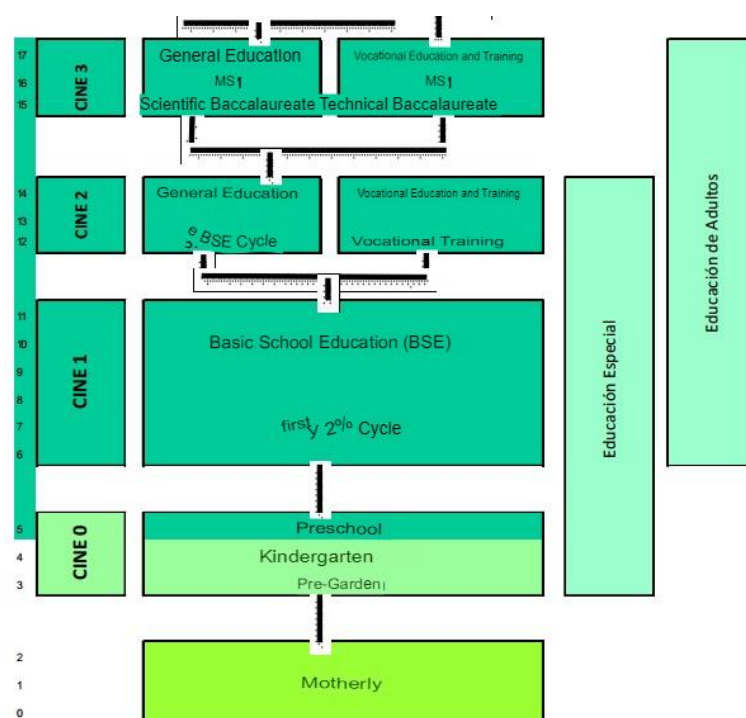 17
CINE 3
General Education
Vocational Education and Training
16
MS1
MS1
15
Scientific Baccalaureate Technical Baccalaureate
14
CINE 2
General Education
Vocational Education and Training
13
12
BSE Cycle
Vocational Training
11
CINE 1
10
Basic School Education (BSE)
9
8
7
firsty 2% Cycle
6
5
CINE 0
Preschool
4
Kindergarten
3
Pre-Garden
2
1
Motherly
0
Educación Especial
Educación de Adultos